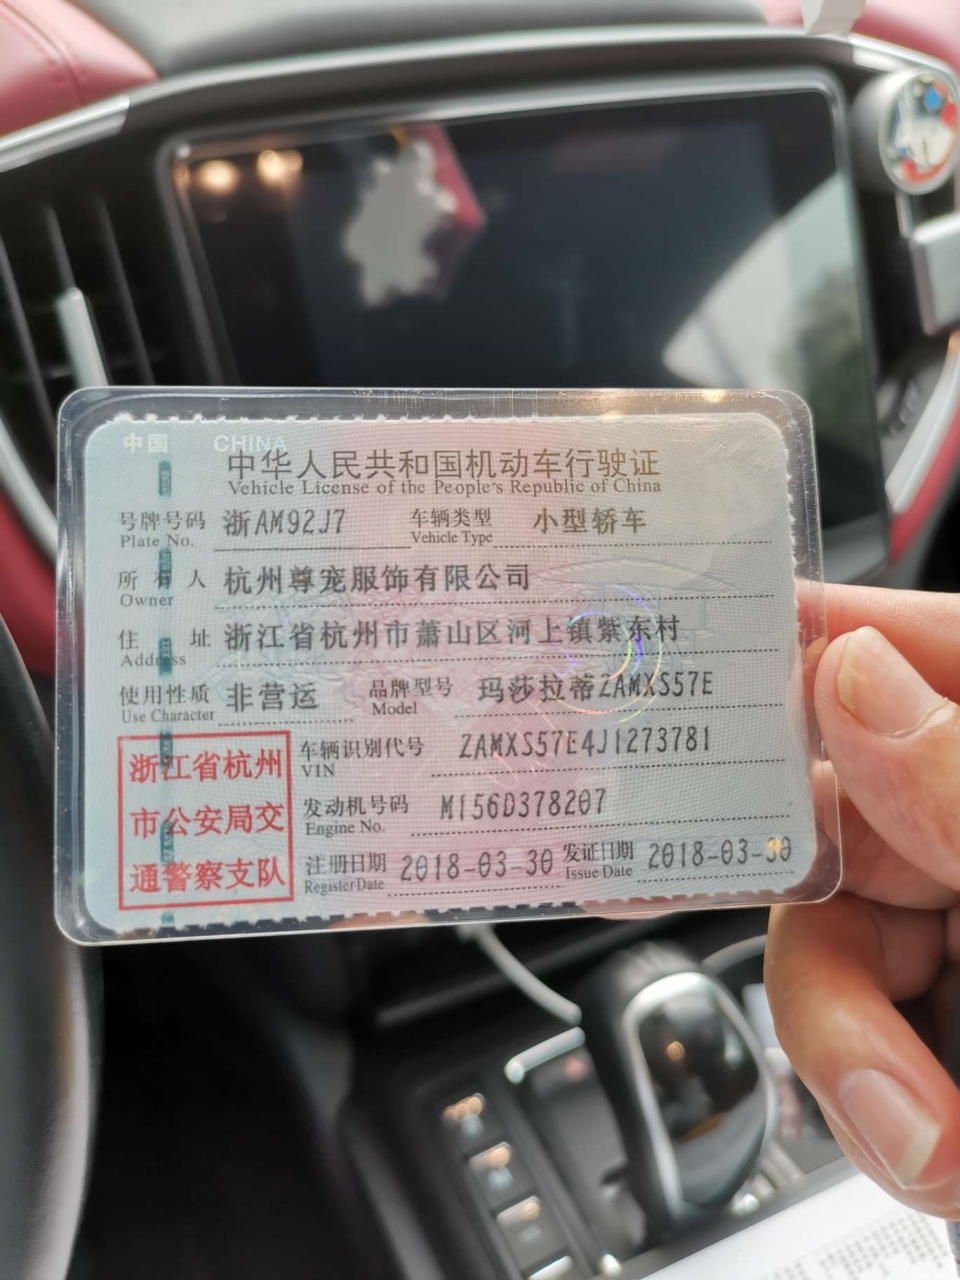 中国 CHINA
中华人民共和国机动车行驶证
Vehicle License of the People's Republic of China
号牌号码 浙AM92J7 车辆类型 小型轿车
Plate No. Vehicle Type
所有人 杭州尊宠服饰有限公司
Owner
住址 浙江省杭州市萧山区河上镇紫东村
Address
使用性质 非营运 品牌型号 玛莎拉蒂ZAMXS57E
Use Character Model
浙江省杭州
市公安局交
通警察支队
车辆识别代号 ZAMXS57E4J1273781
VIN
发动机号码 M156D378207
Engine No.
注册日期 2018-03-30 发证日期 2018-03-30
Register Date Issue Date